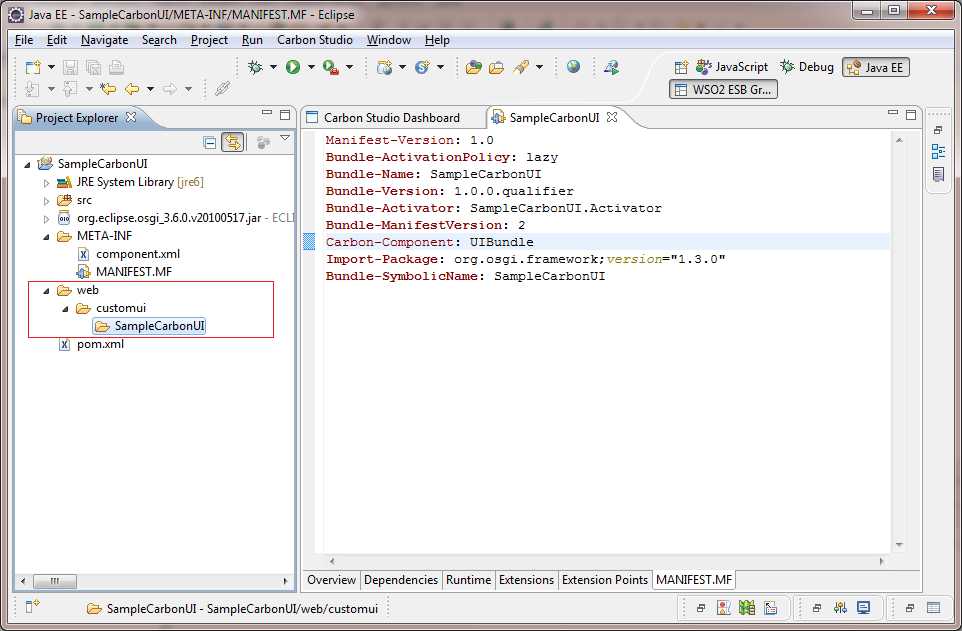 Java EE - SampleCarbonUI/META-INF/MANIFEST.MF - Eclipse
File Edit Navigate Search Project Run Carbon Studio Window Help
JavaScript Debug Java EE
WSO2 ESB Gr...
Project Explorer
Carbon Studio Dashboard SampleCarbonUI
SampleCarbonUI
JRE System Library [jre6]
src
org.eclipse.osgi_3.6.0.v20100517.jar - ECLI
META-INF
component.xml
MANIFEST.MF
web
customui
SampleCarbonUI
pom.xml
Manifest-Version: 1.0
Bundle-ActivationPolicy: lazy
Bundle-Name: SampleCarbonUI
Bundle-Version: 1.0.0.qualifier
Bundle-Activator: SampleCarbonUI.Activator
Bundle-ManifestVersion: 2
Carbon-Component: UIBundle
Import-Package: org.osgi.framework;version="1.3.0"
Bundle-SymbolicName: SampleCarbonUI
Overview Dependencies Runtime Extensions Extension Points MANIFEST.MF
SampleCarbonUI - SampleCarbonUI/web/customui